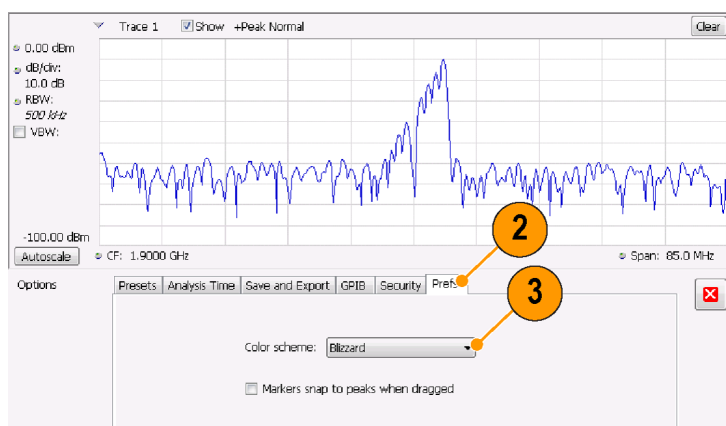 Trace 1 Show +Peak Normal Clear
0.00 dBm
dB/div:
10.0 dB
RBW:
500 kHz
VBW:
-100.00 dBm
Autoscale CF: 1.9000 GHz Span: 85.0 MHz
Options Presets Analysis Time Save and Export GPIB Security Prefs
2
3
Color scheme: Blizzard
Markers snap to peaks when dragged